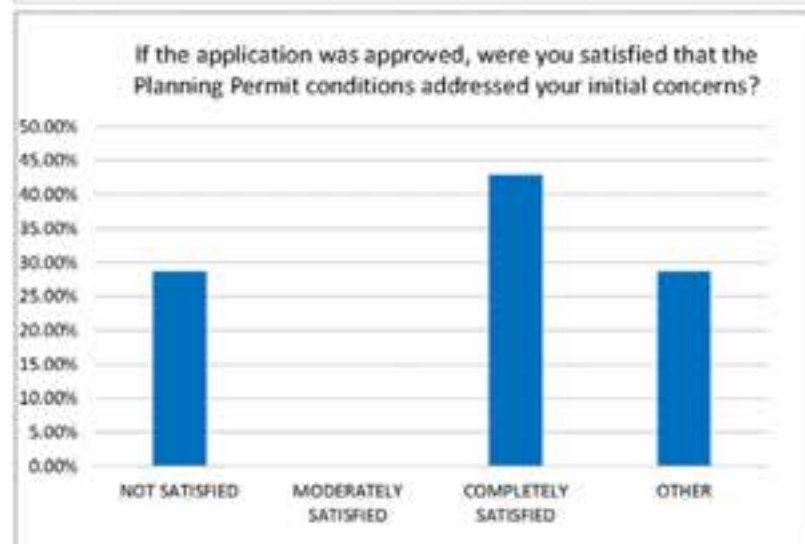 If the application was approved, were you satisfied that the
Planning Permit conditions addressed your initial concerns?
50.00%
45.00%
40.00%
35.00%
30.00%
25.00%
20.00%
15.00%
10.00%
5.00%
0.00%
NOT SATISFIED
MODERATELY
SATISFIED
COMPLETELY
SATISFIED
OTHER